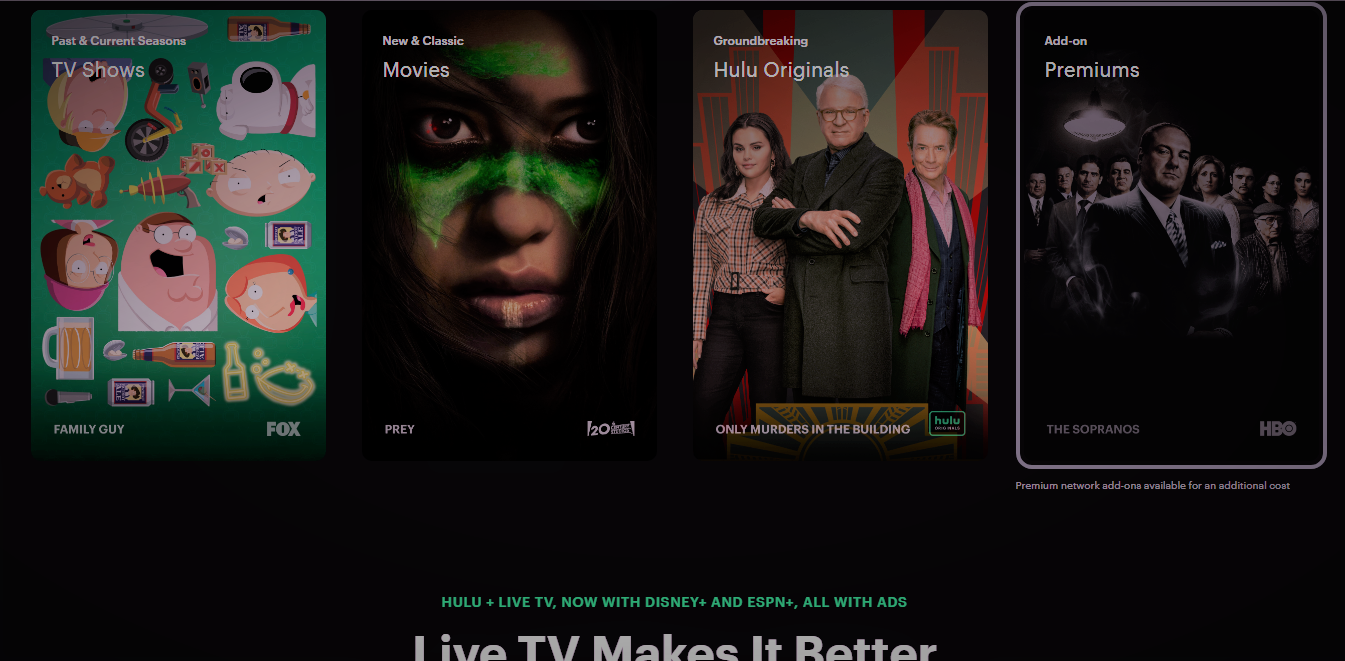 Past & Current Seasons
TV Shows
FAMILY GUY
FOX
New & Classic
Movies
PREY
20
Groundbreaking
Hulu Originals
ONLY MURDERS IN THE BUILDING
hulu
ORIGINALS
Add-on
Premiums
THE SOPRANOS
HBO
Premium network add-ons available for an additional cost
HULU + LIVE TV, NOW WITH DISNEY+ AND ESPN+, ALL WITH ADS
Live TV Makes It Better